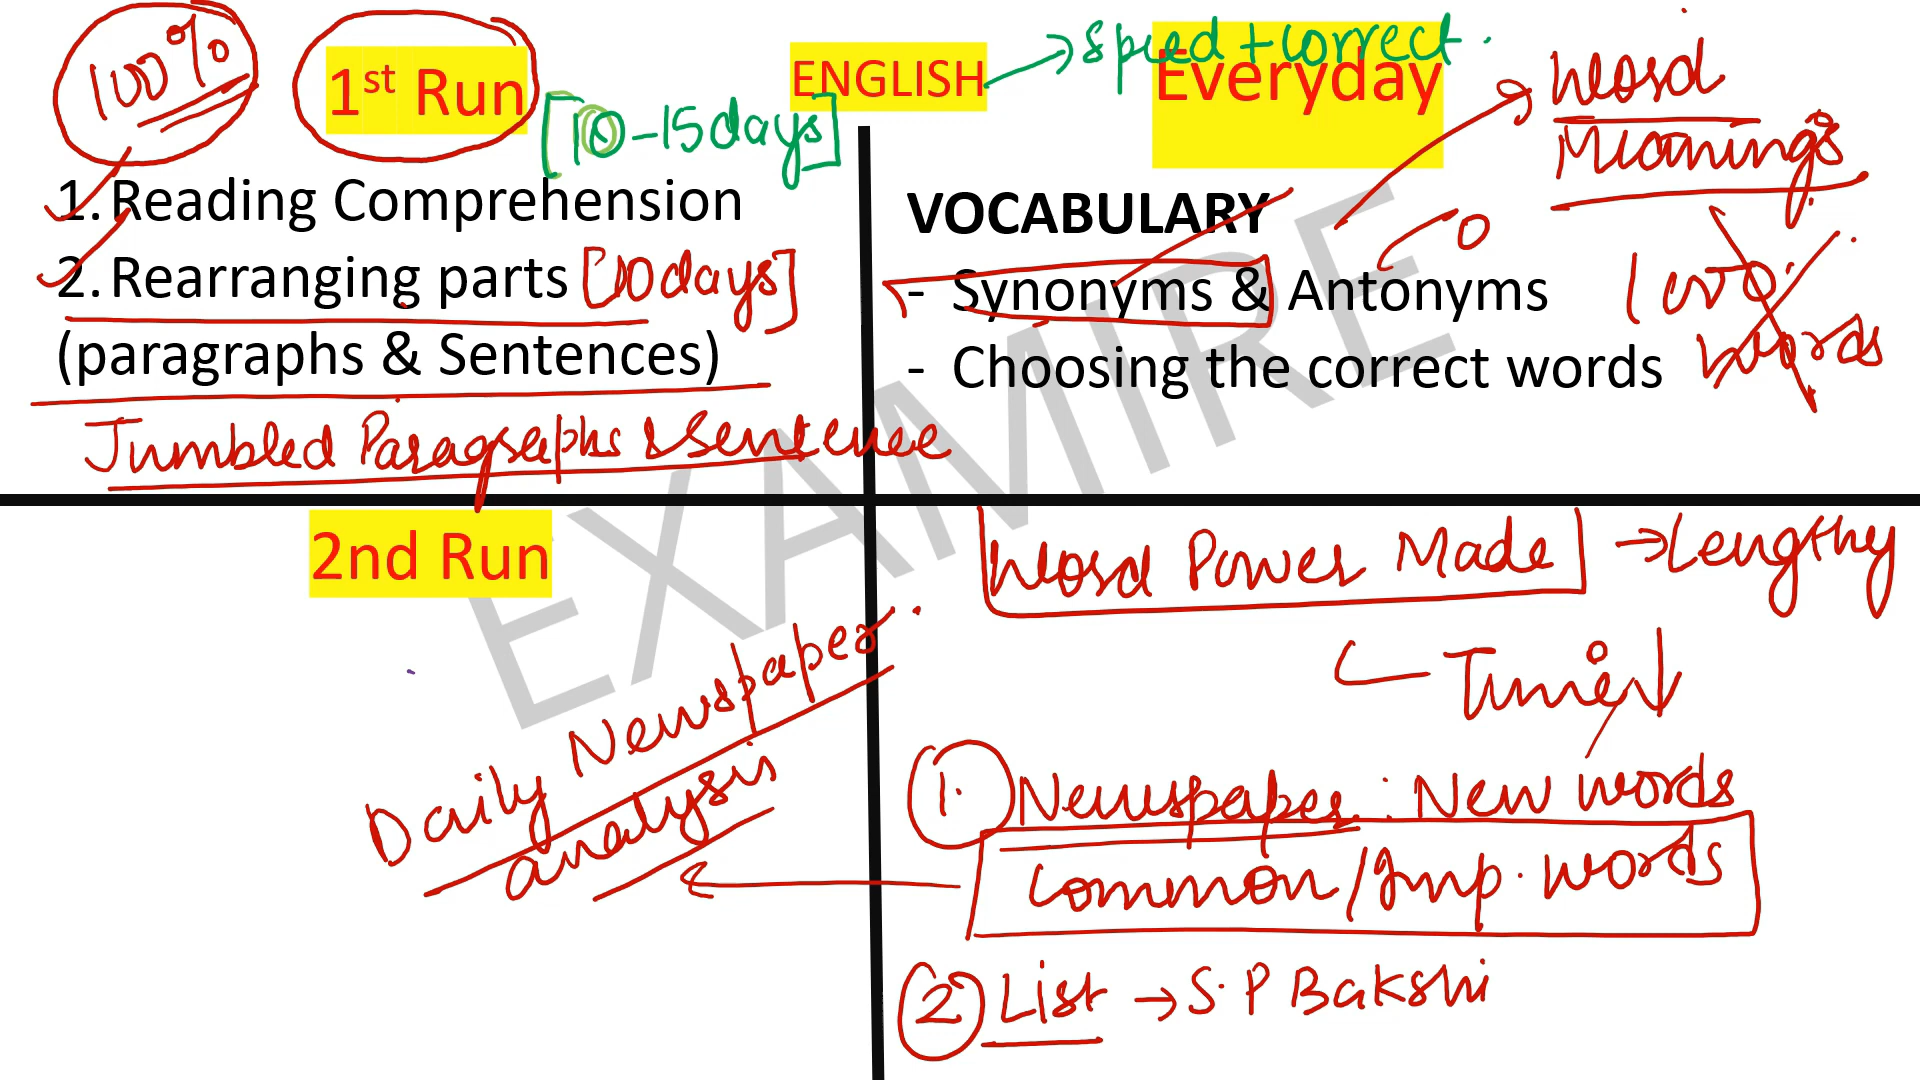 100%
1st Run
[10-15days]
1. Reading Comprehension
2. Rearranging parts [10days]
(paragraphs & Sentences)
Jumbled Paragraphs & Sentence
ENGLISH → Speed + Correct.
Everyday
Word
Meanings
VOCABULARY
- Synonyms & Antonyms
- Choosing the correct words
50
1000
words
EXAMIRE
2nd Run
Daily Newspaper
analysis
Word Power Made → Lengthy
Time
1. Newspaper: New words
Common/Imp. words
2 List → S.P Bakshi